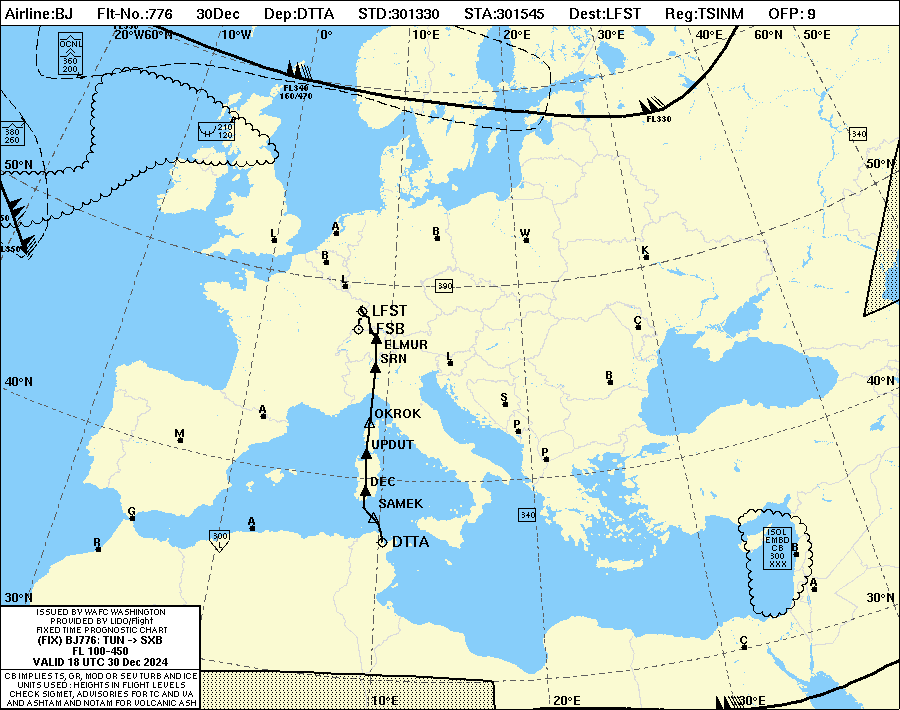 Airline:BJ Flt-No.:776 30Dec Dep:DTTA STD:301330 STA:301545 Dest:LFST Reg:TSINM OFP: 9
20°W60°N 10°W 0° 10°E 20°E 30°E 40°E 60°N 50°E
OCNL
360
200
FL340
160/470
FL330
380
260
210
120
340
50°N
50°N
50
FL350
L
A
B
W
K
B
L
390
LFST
LFSB
C
ELMUR
SRN
L
40°N
40°N
B
S
A
OKROK
M
P
UPDUT
P
DEC
SAMEK
G
A
340
ISOL
EMBD
CB
300
XXX
B
R
300
DTTA
A
30°N
30°N
C
ISSUED BY WAFC WASHINGTON
PROVIDED BY LIDO/Flight
FIXED TIME PROGNOSTIC CHART
(FIX) BJ776: TUN -> SXB
FL 100-450
VALID 18 UTC 30 Dec 2024
CB IMPLIES TS, GR, MOD OR SEV TURB AND ICE
UNITS USED : HEIGHTS IN FLIGHT LEVELS
CHECK SIGMET, ADVISORIES FOR TC AND VA
AND ASHTAM AND NOTAM FOR VOLCANIC ASH
10°E 20°E 30°E